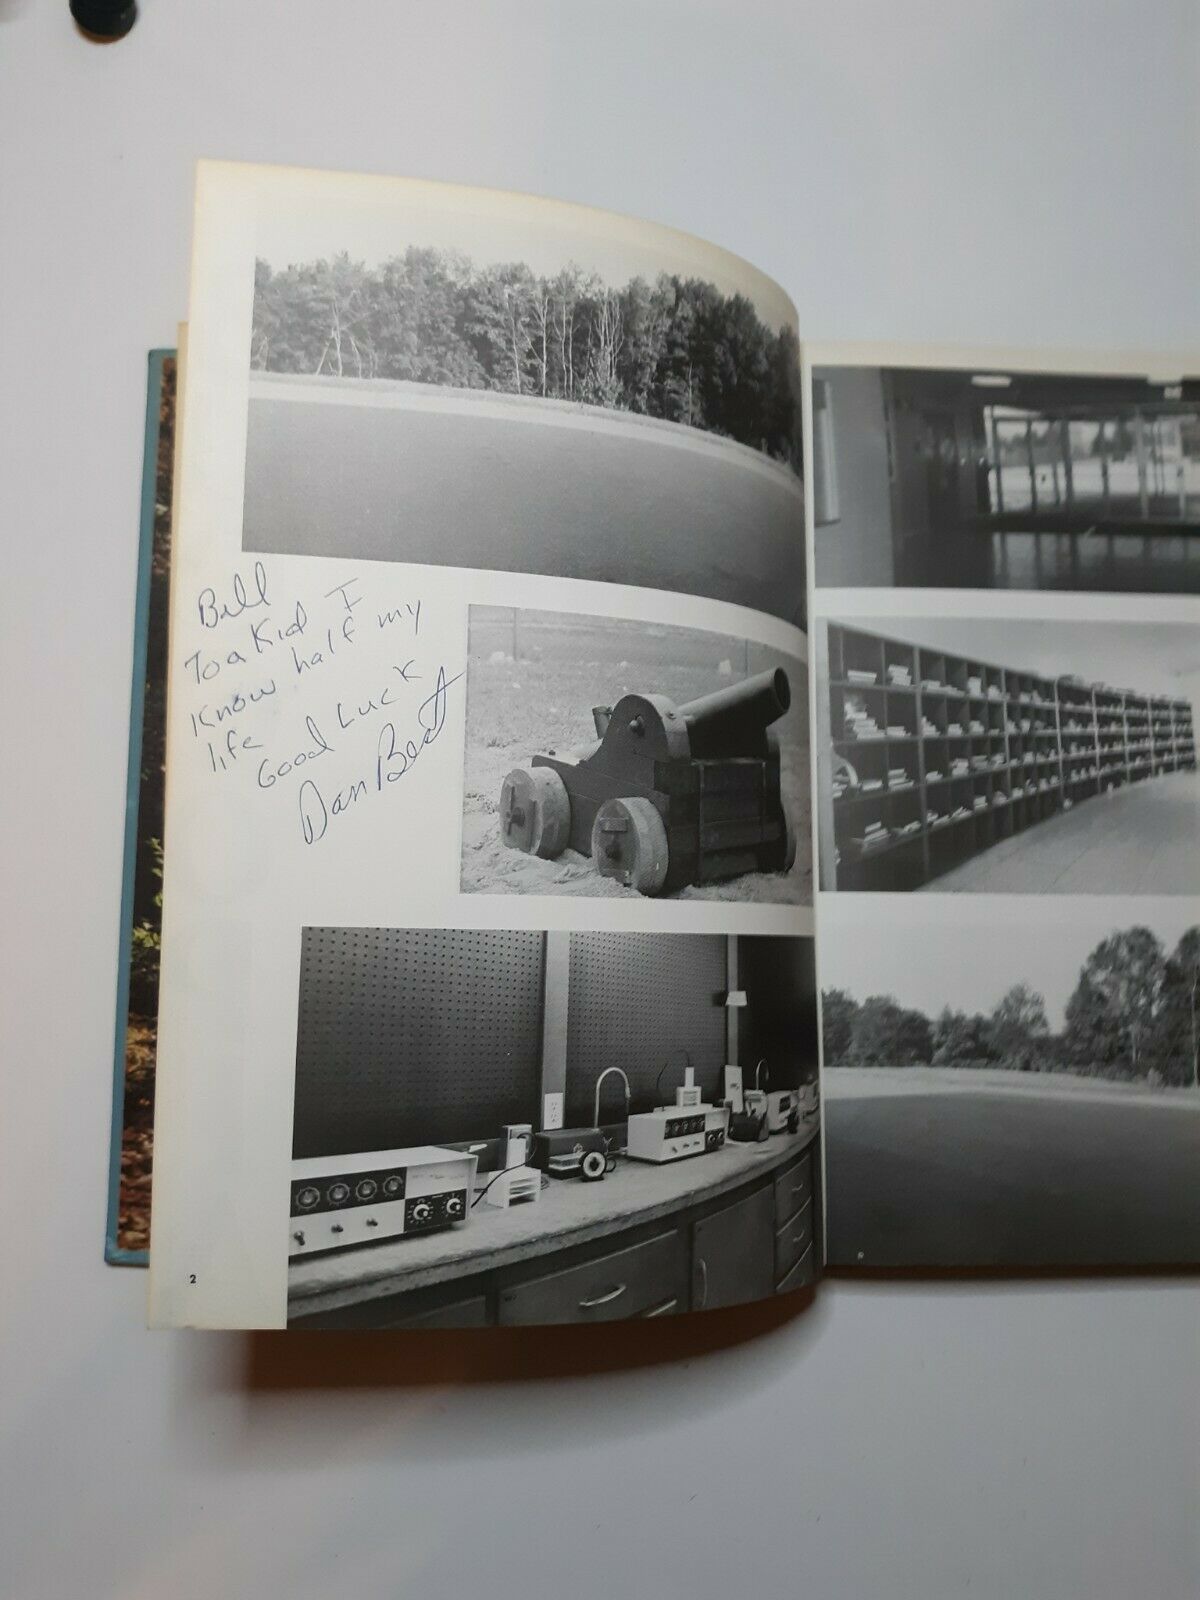 Bill
To a Kid I
Know half my
life
Good Luck
Dan Best
2